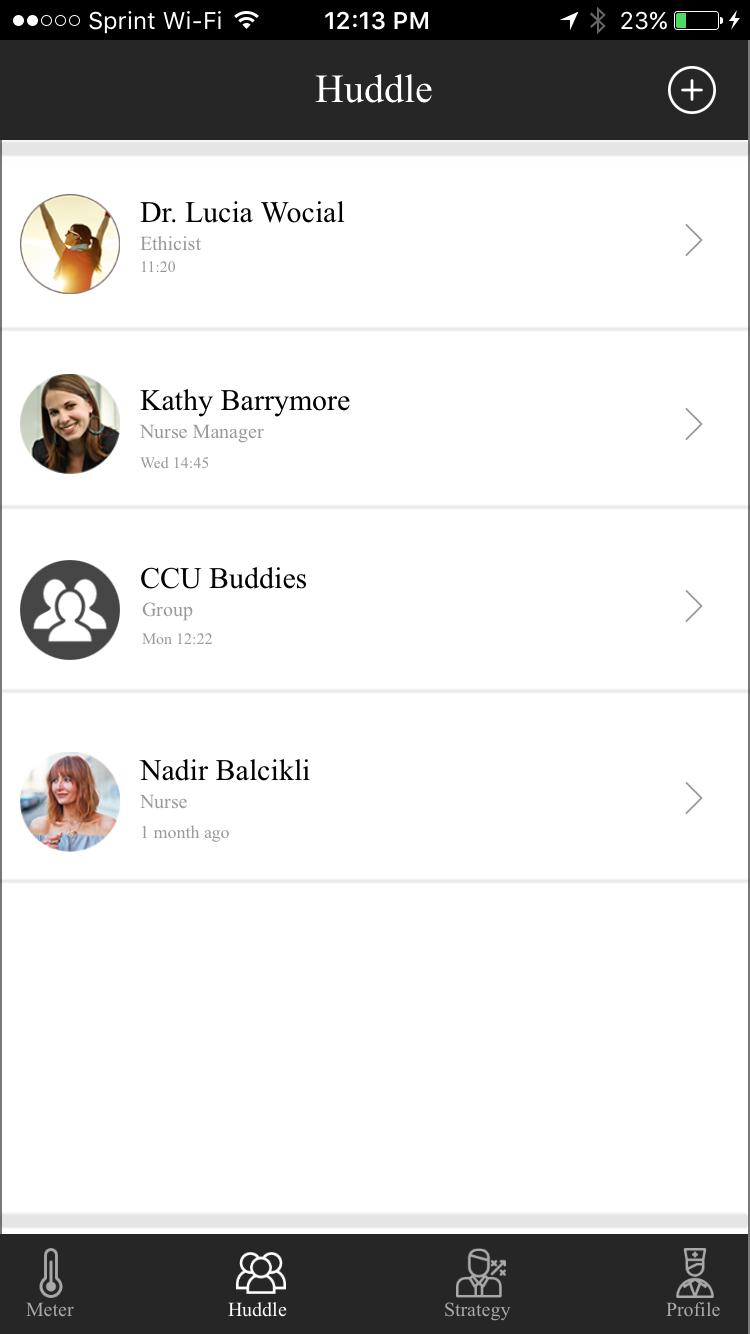 Sprint Wi-Fi 12:13 PM 23%
Huddle
Dr. Lucia Wocial
Ethicist
11:20
Kathy Barrymore
Nurse Manager
Wed 14:45
CCU Buddies
Group
Mon 12:22
Nadir Balcikli
Nurse
1 month ago
Meter Huddle Strategy Profile